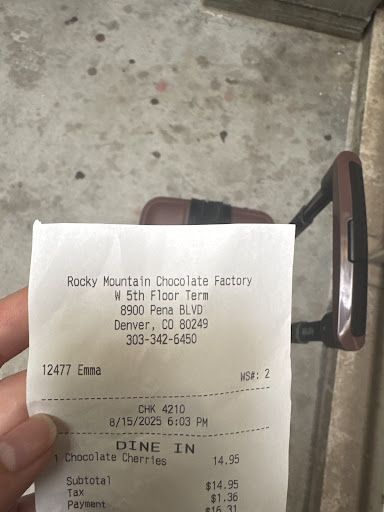 Rocky Mountain Chocolate Factory
W 5th Floor Term
8900 Pena BLVD
Denver, CO 80249
303-342-6450
12477 Emma WS#: 2
CHK 4210
8/15/2025 6:03 PM
DINE IN
1 Chocolate Cherries 14.95
Subtotal $14.95
Tax $1.36
Payment $16.31